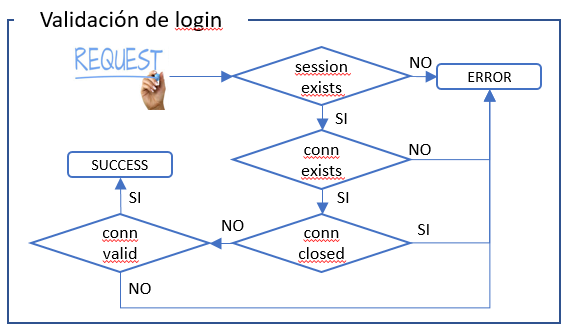 Validación de login
REQUEST
session
exists
NO
ERROR
SI
conn
exists
NO
SUCCESS
SI
SI
conn
closed
NO
SI
conn
valid
NO